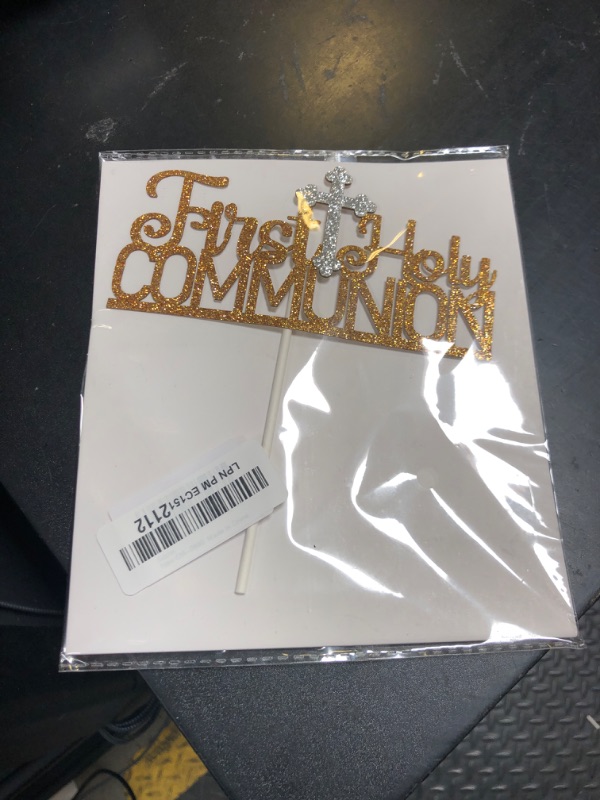 First Holy
COMMUNION
LPN PM EC1512112